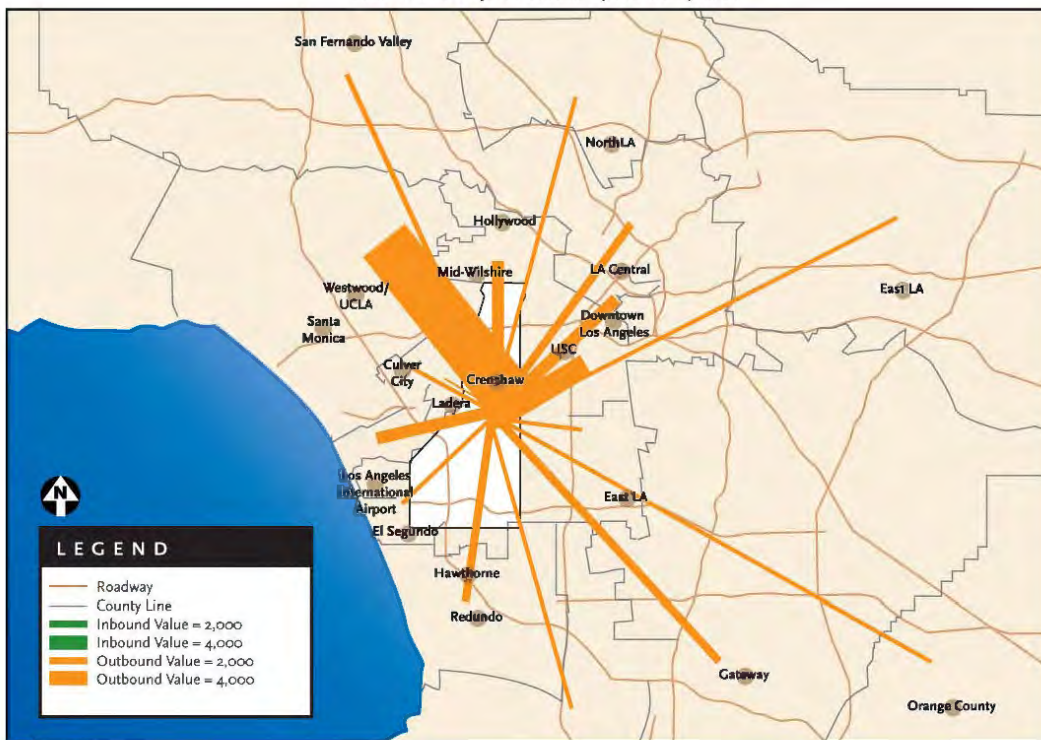 San Fernando Valley
NorthLA
Hollywood
Mid-Wilshire
LA Central
Westwood/
UCLA
East LA
Santa
Monica
Downtown
Los Angeles
USC
Culver
City
Crenshaw
Ladera
Los Angeles
International
Airport
East LA
El Segundo
Hawthorne
Redundo
Gateway
Orange County
N
LEGEND
Roadway
County Line
Inbound Value = 2,000
Inbound Value = 4,000
Outbound Value = 2,000
Outbound Value = 4,000